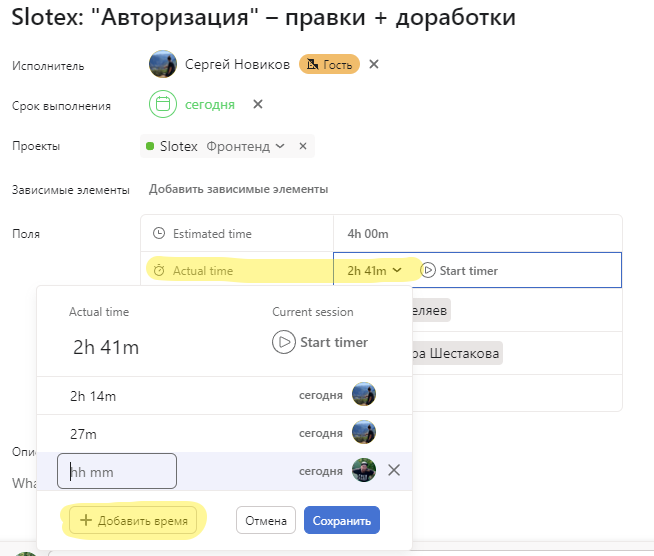 Slotex: "Авторизация" – правки + доработки
Исполнитель Сергей Новиков Гость
Срок выполнения сегодня
Проекты Slotex Фронтенд
Зависимые элементы Добавить зависимые элементы
Поля Estimated time 4h 00m
Actual time 2h 41m Start timer
Actual time Current session
2h 41m Start timer
еляев
ра Шестакова
2h 14m сегодня
27m сегодня
hh mm сегодня
Опис
Wha
Добавить время Отмена Сохранить